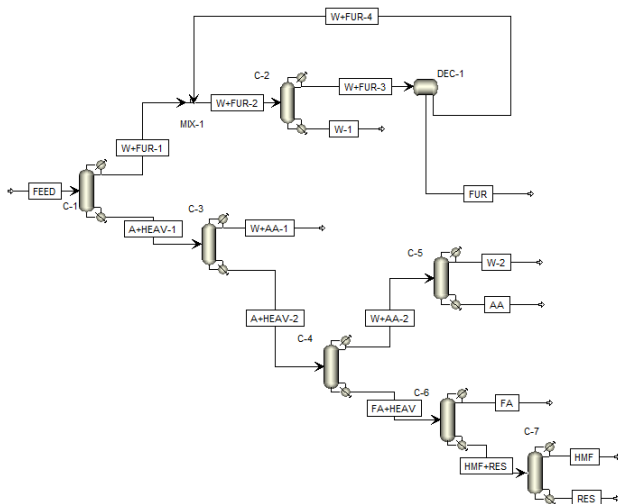 W+FUR-4
C-2
W+FUR-3
DEC-1
W+FUR-2
MIX-1
W-1
W+FUR-1
FEED
FUR
C-1
C-3
A+HEAV-1
W+AA-1
C-5
W-2
A+HEAV-2
W+AA-2
AA
C-4
C-6
FA+HEAV
FA
C-7
HMF+RES
HMF
RES